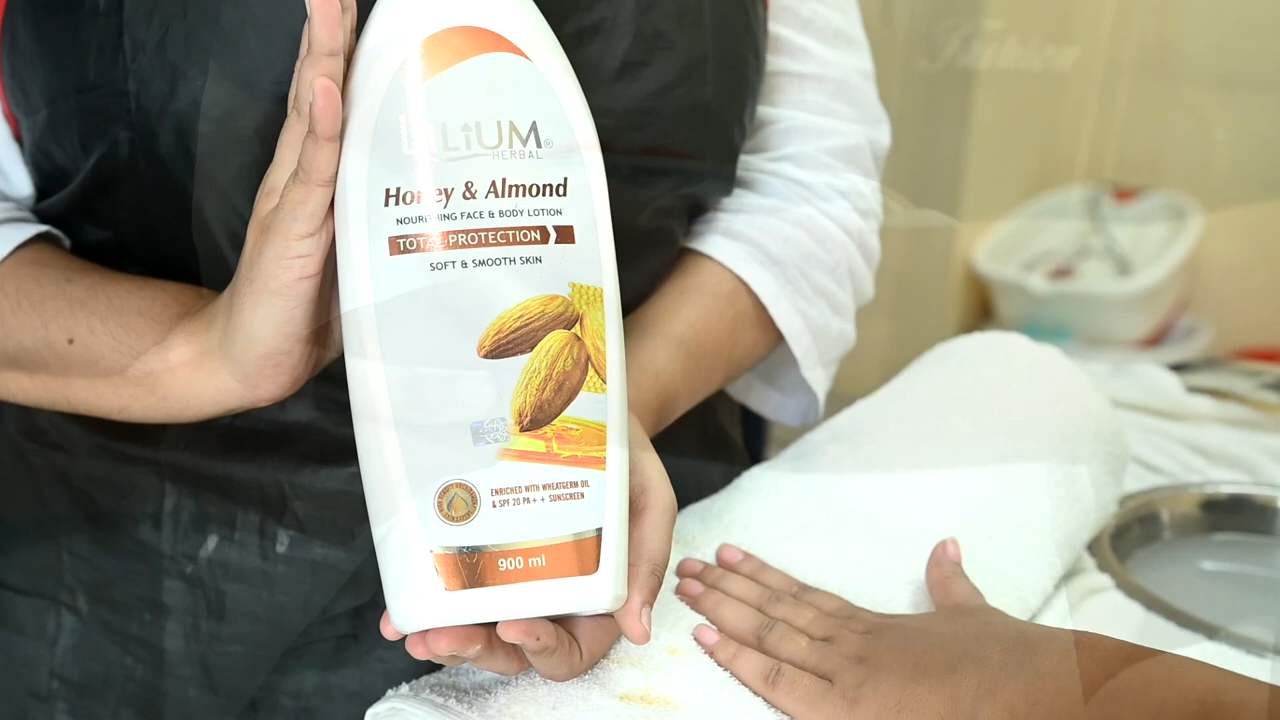 LiLiUM®
HERBAL
Honey & Almond
NOURISHING FACE & BODY LOTION
TOTAL PROTECTION
SOFT & SMOOTH SKIN
ENRICHED WITH WHEATGERM OIL
& SPF 20 PA++ SUNSCREEN
900 ml